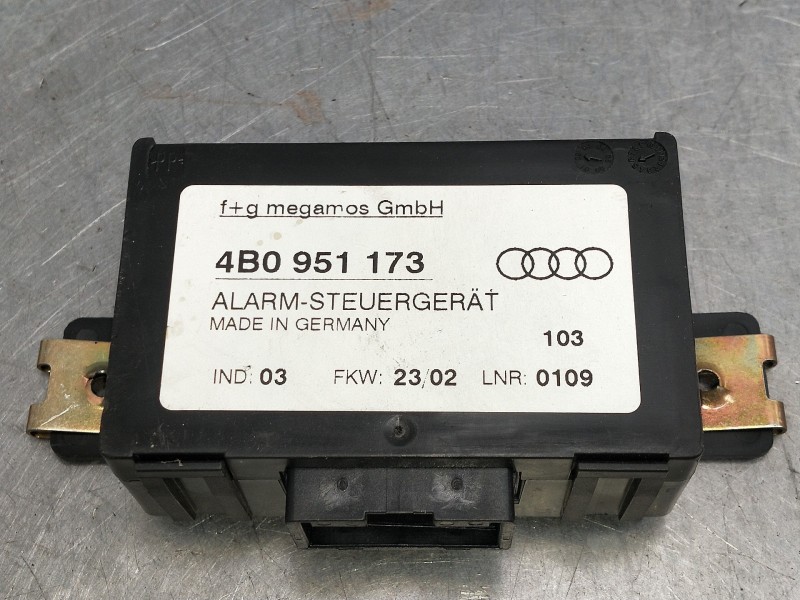 f+g megamos GmbH
4B0 951 173
ALARM-STEUERGERÄT
MADE IN GERMANY
103
IND: 03 FKW: 23/02 LNR: 0109